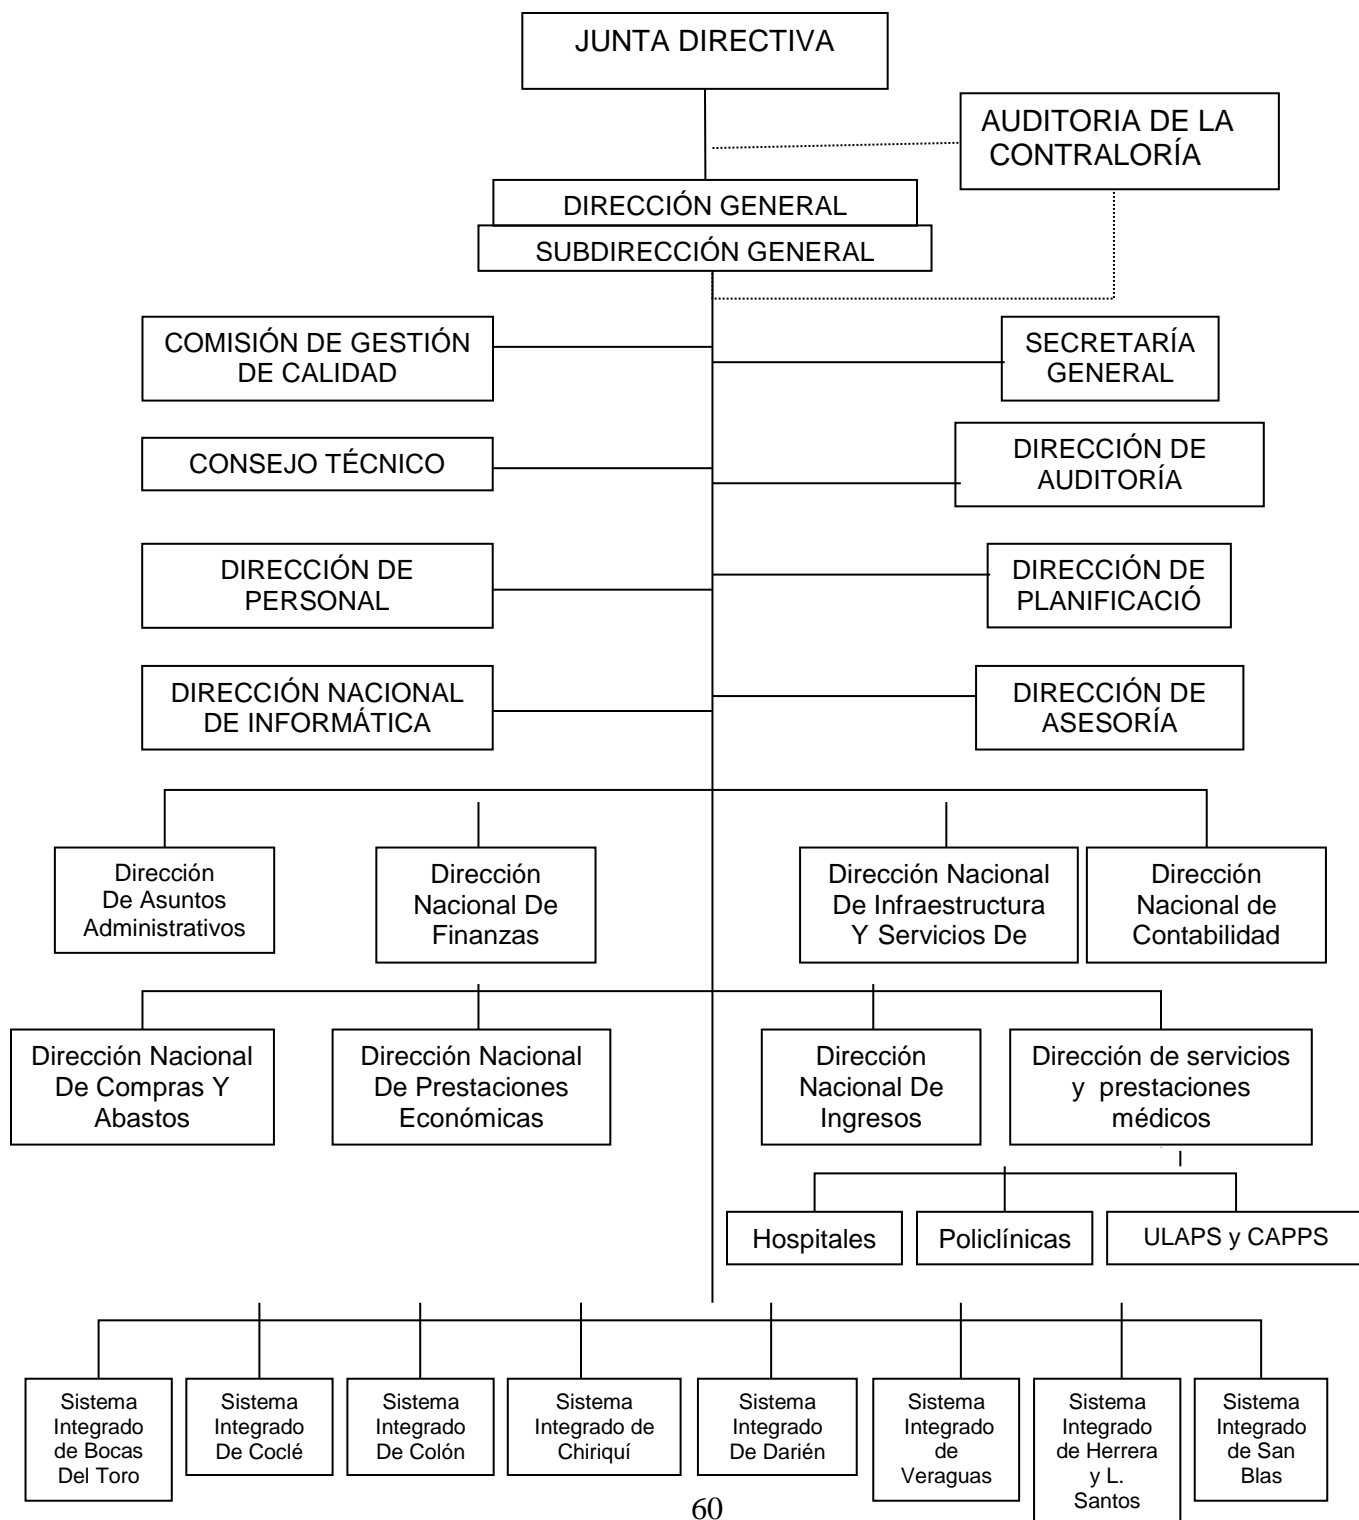 JUNTA DIRECTIVA
AUDITORIA DE LA
CONTRALORÍA
DIRECCIÓN GENERAL
SUBDIRECCIÓN GENERAL
COMISIÓN DE GESTIÓN
DE CALIDAD
SECRETARÍA
GENERAL
CONSEJO TÉCNICO
DIRECCIÓN DE
AUDITORÍA
DIRECCIÓN DE
PERSONAL
DIRECCIÓN DE
PLANIFICACIÓ
DIRECCIÓN NACIONAL
DE INFORMÁTICA
DIRECCIÓN DE
ASESORÍA
Dirección
De Asuntos
Administrativos
Dirección
Nacional De
Finanzas
Dirección Nacional
De Infraestructura
Y Servicios De
Dirección
Nacional de
Contabilidad
Dirección Nacional
De Compras Y
Abastos
Dirección Nacional
De Prestaciones
Económicas
Dirección
Nacional De
Ingresos
Dirección de servicios
y prestaciones
médicos
Hospitales
Policlínicas
ULAPS y CAPPS
Sistema
Integrado
de Bocas
Del Toro
Sistema
Integrado
De Coclé
Sistema
Integrado
De Colón
Sistema
Integrado de
Chiriquí
Sistema
Integrado
De Darién
Sistema
Integrado
de
Veraguas
Sistema
Integrado
de Herrera
y L.
Santos
Sistema
Integrado
de San
Blas
60